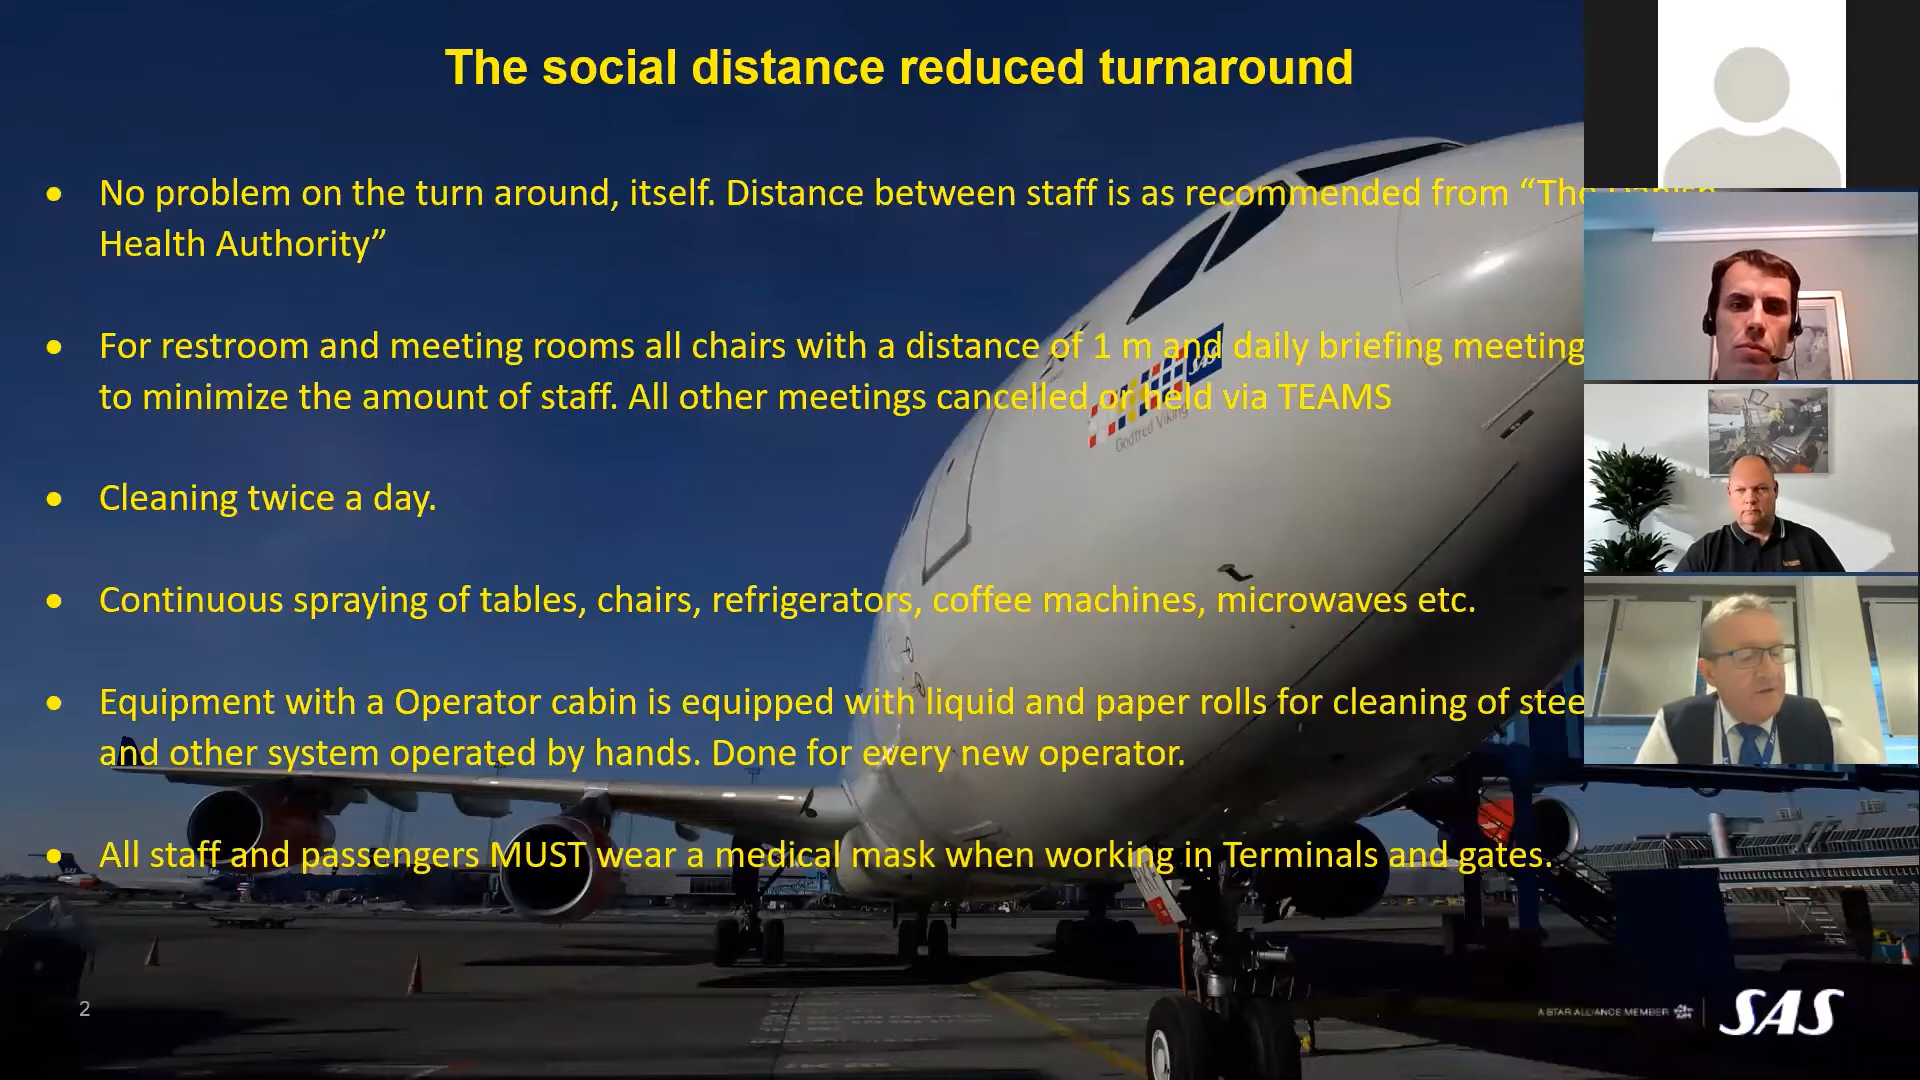 The social distance reduced turnaround
• No problem on the turn around, itself. Distance between staff is as recommended from “The Danish
Health Authority”
• For restroom and meeting rooms all chairs with a distance of 1 m and daily briefing meeting
to minimize the amount of staff. All other meetings cancelled or held via TEAMS
SAS
Godfred Viking
• Cleaning twice a day.
• Continuous spraying of tables, chairs, refrigerators, coffee machines, microwaves etc.
• Equipment with a Operator cabin is equipped with liquid and paper rolls for cleaning of
and other system operated by hands. Done for every new operator.
• All staff and passengers MUST wear a medical mask when working in Terminals and gates.
2
A STAR ALLIANCE MEMBER
SAS